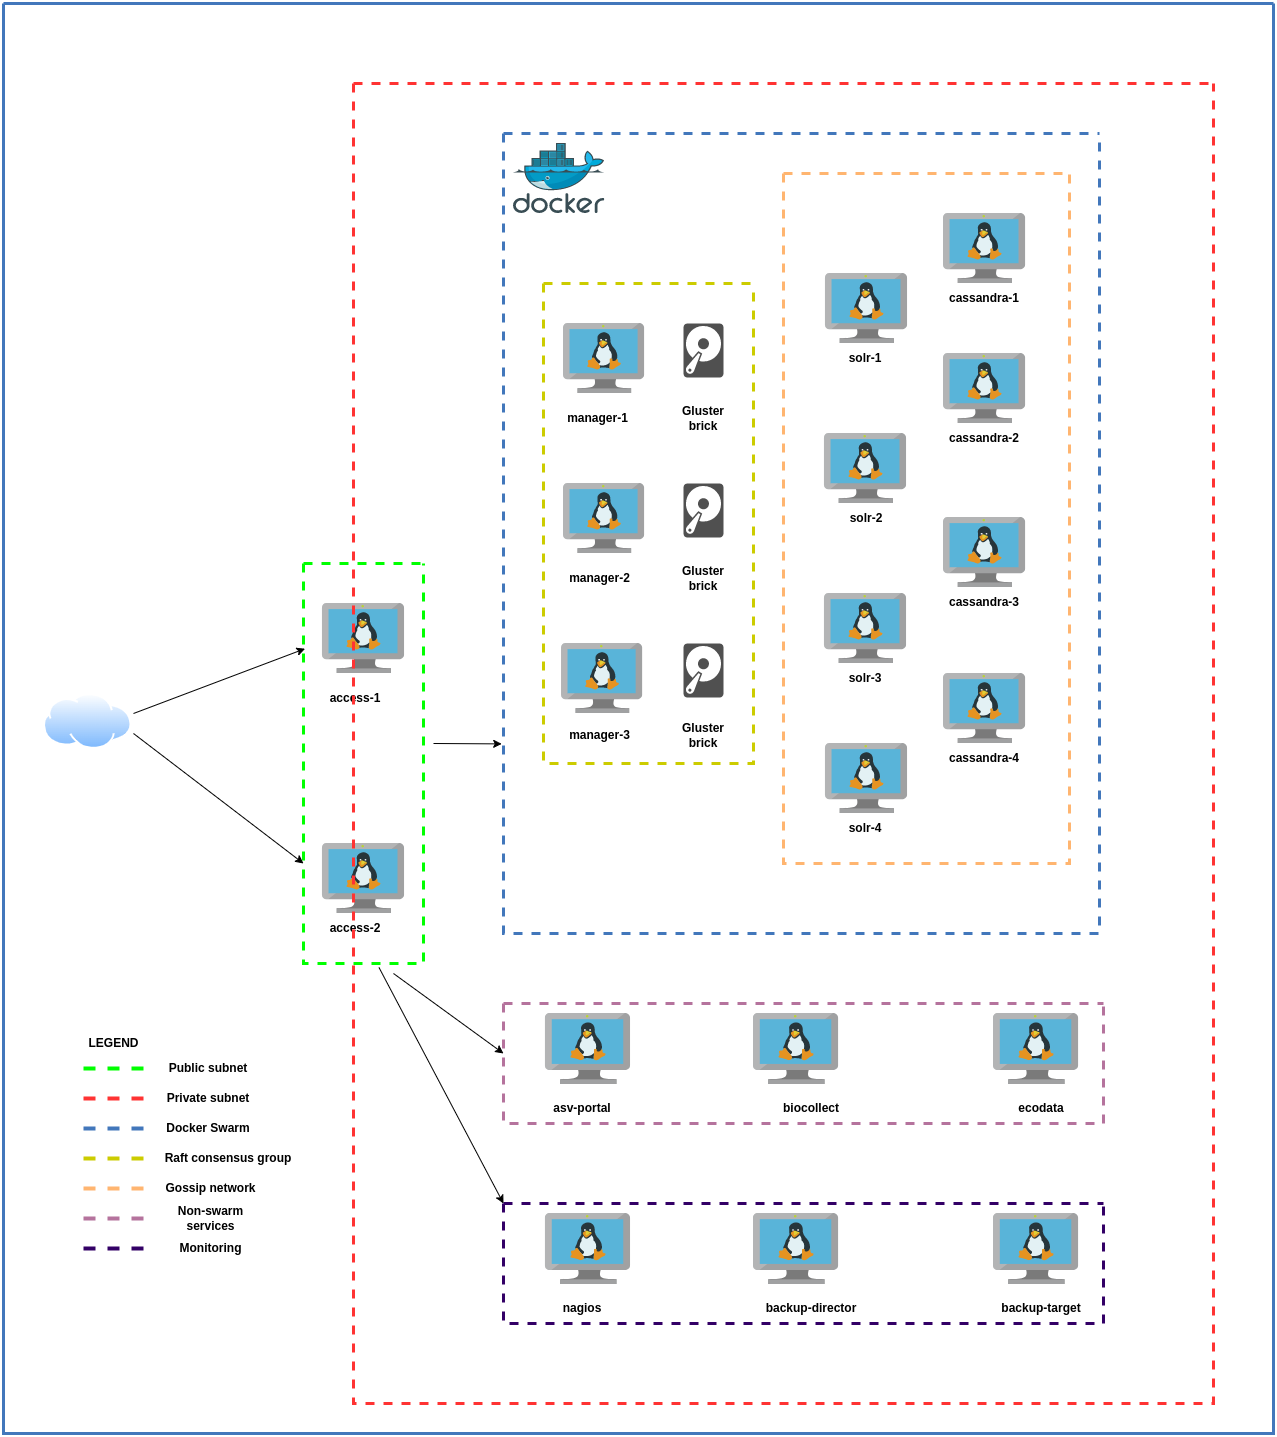 docker
cassandra-1
solr-1
manager-1
Gluster
brick
cassandra-2
solr-2
manager-2
Gluster
brick
cassandra-3
solr-3
access-1
manager-3
Gluster
brick
cassandra-4
solr-4
access-2
LEGEND
Public subnet
Private subnet
Docker Swarm
Raft consensus group
Gossip network
Non-swarm
services
Monitoring
asv-portal
biocollect
ecodata
nagios
backup-director
backup-target